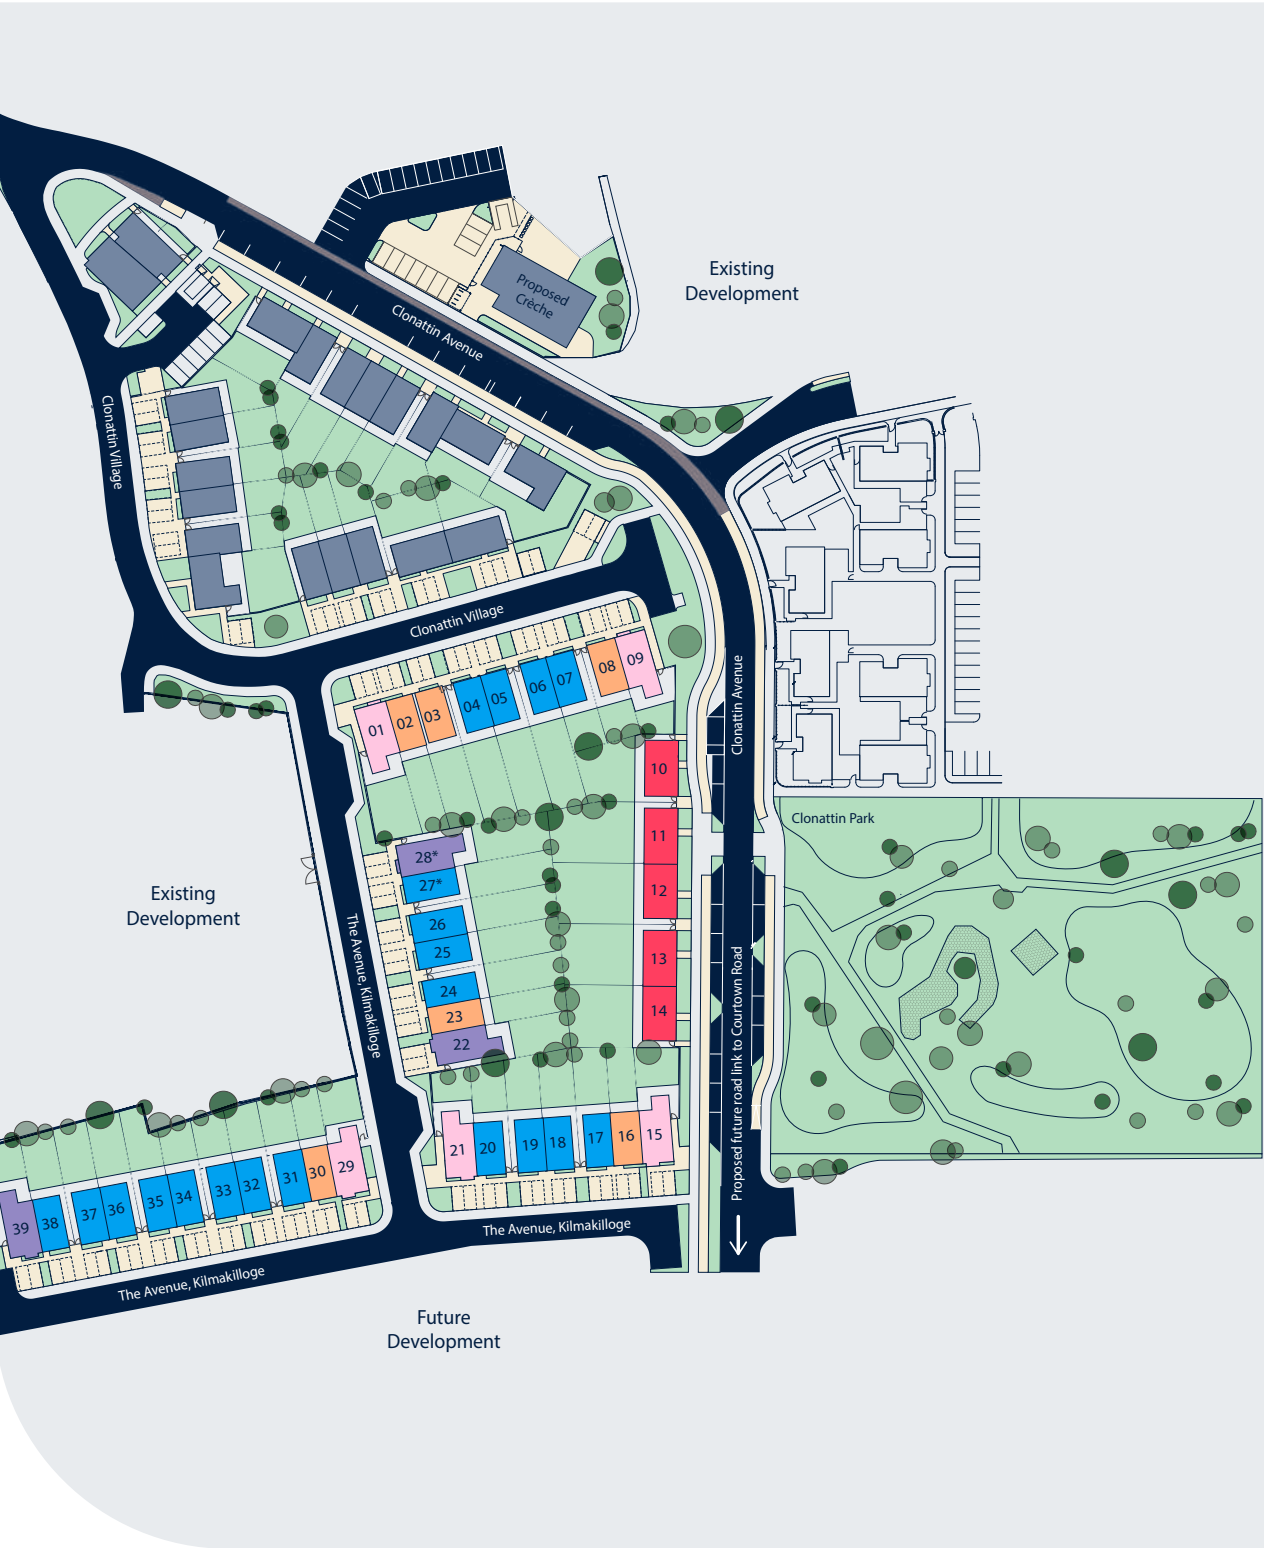 Existing
Development
Proposed
Crèche
Clonattin Avenue
Clonattin Village
Clonattin Village
01
02
03
04
05
06
07
08
09
Clonattin Avenue
10
11
12
13
14
Clonattin Park
28*
27*
26
25
24
23
22
Existing
Development
The Avenue, Kilmakilloge
Proposed future road link to Courtown Road
21
20
19
18
17
16
15
39
38
37
36
35
34
33
32
31
30
29
The Avenue, Kilmakilloge
The Avenue, Kilmakilloge
Future
Development